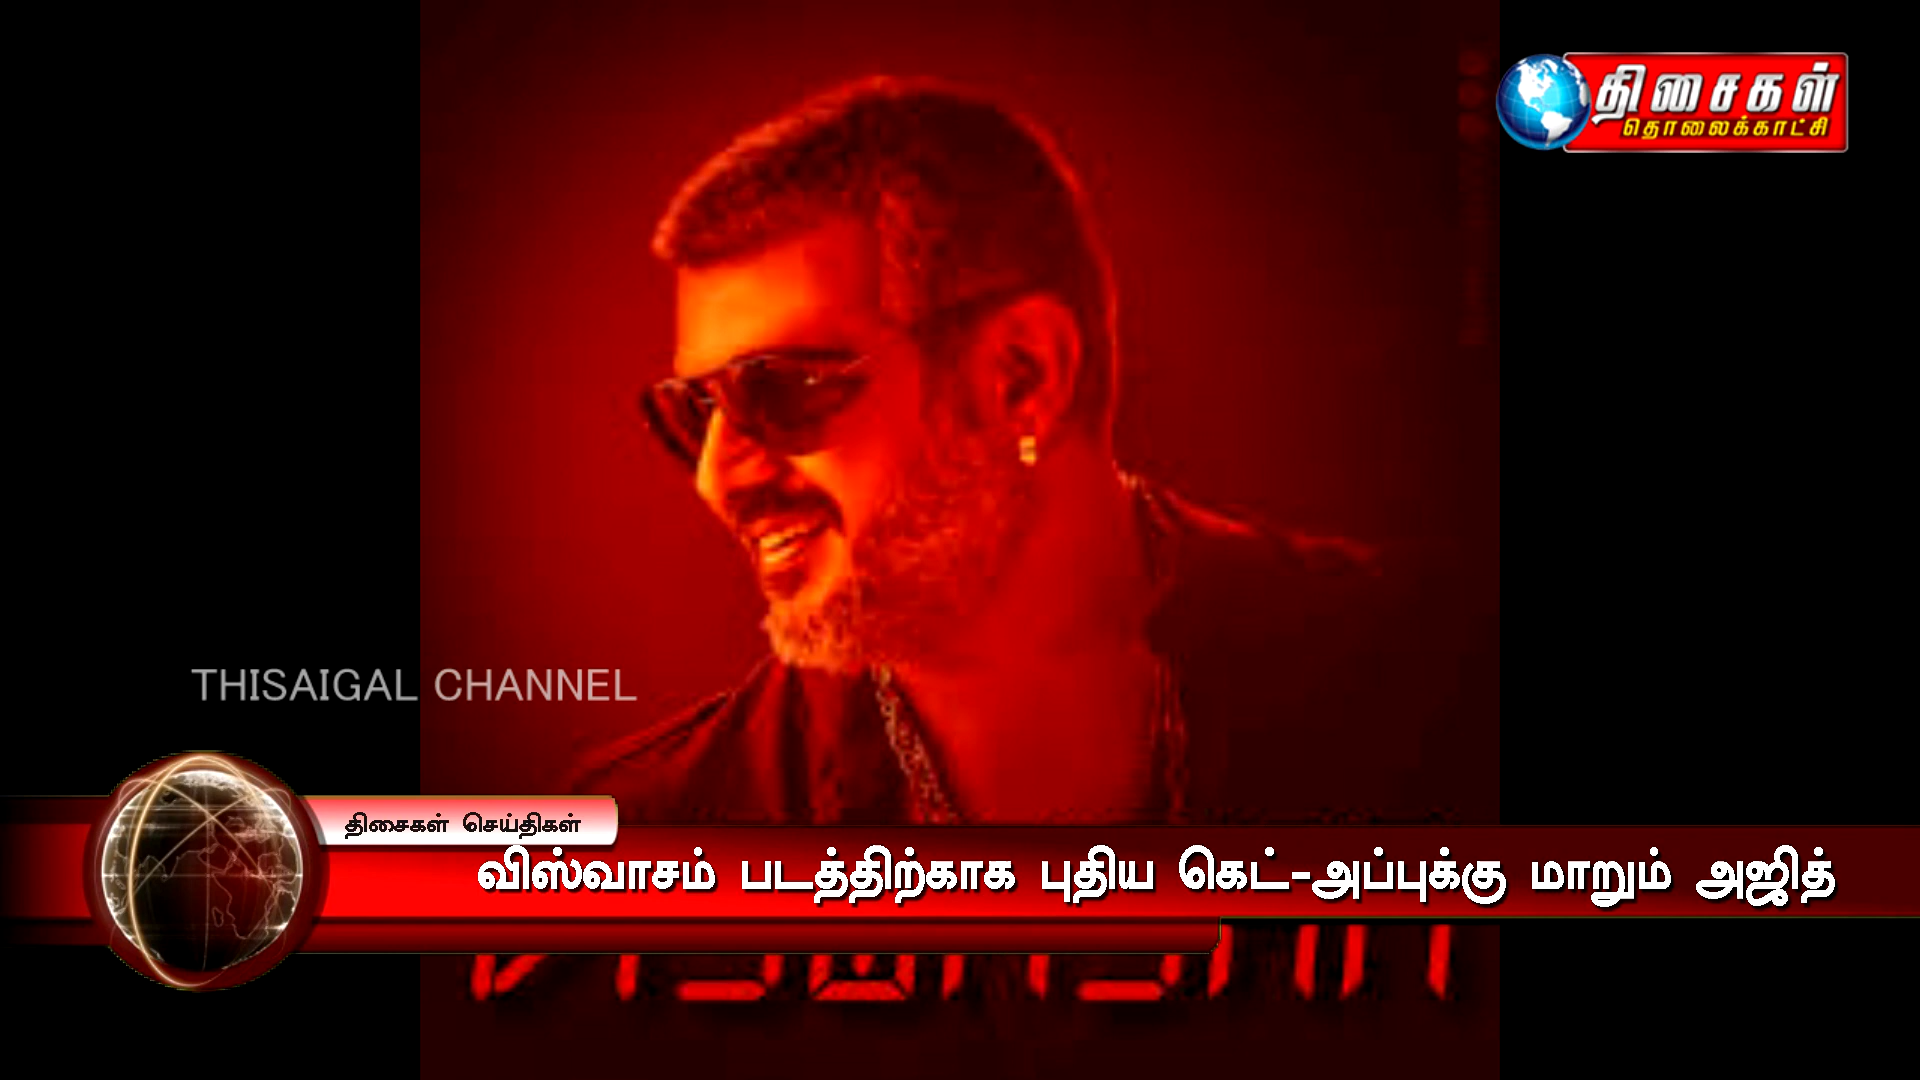 திசைகள்
தொலைக்காட்சி
THISAIGAL CHANNEL
திசைகள் செய்திகள்
விஸ்வாசம் படத்திற்காக புதிய கெட்-அப்புக்கு மாறும் அஜித்